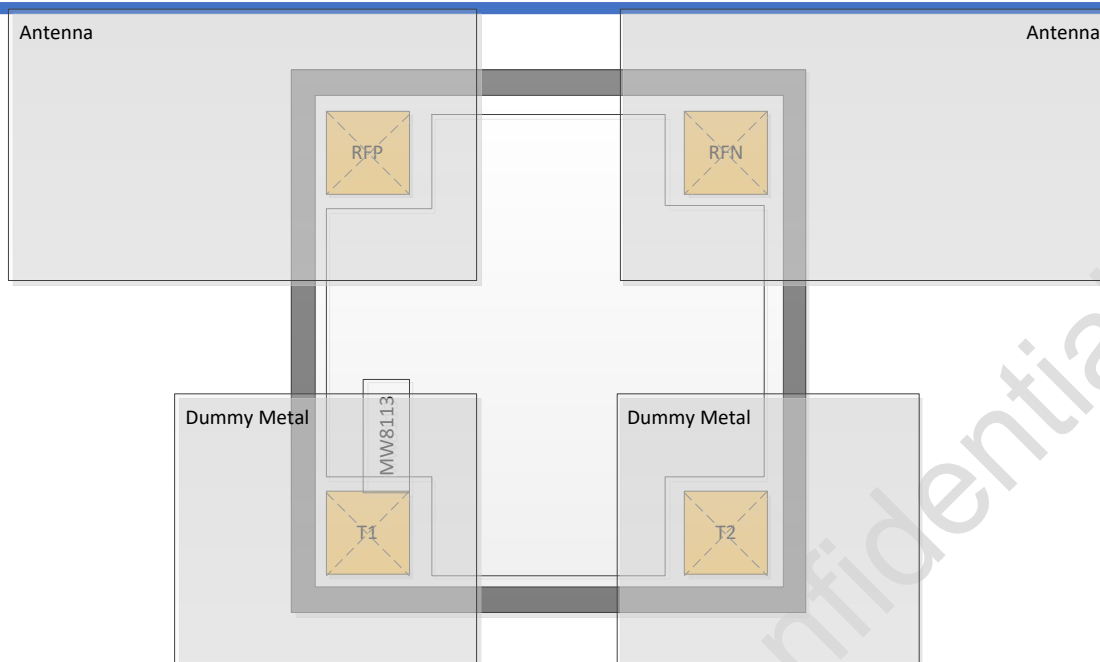 Antenna
Antenna
RFP
RFN
Dummy Metal
Dummy Metal
MW8113
T1
T2